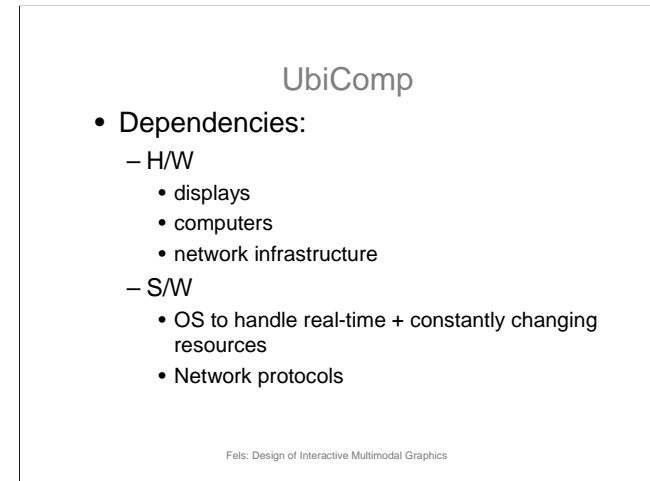 UbiComp
• Dependencies:
– H/W
• displays
• computers
• network infrastructure
– S/W
• OS to handle real-time + constantly changing
resources
• Network protocols
Fels: Design of Interactive Multimodal Graphics